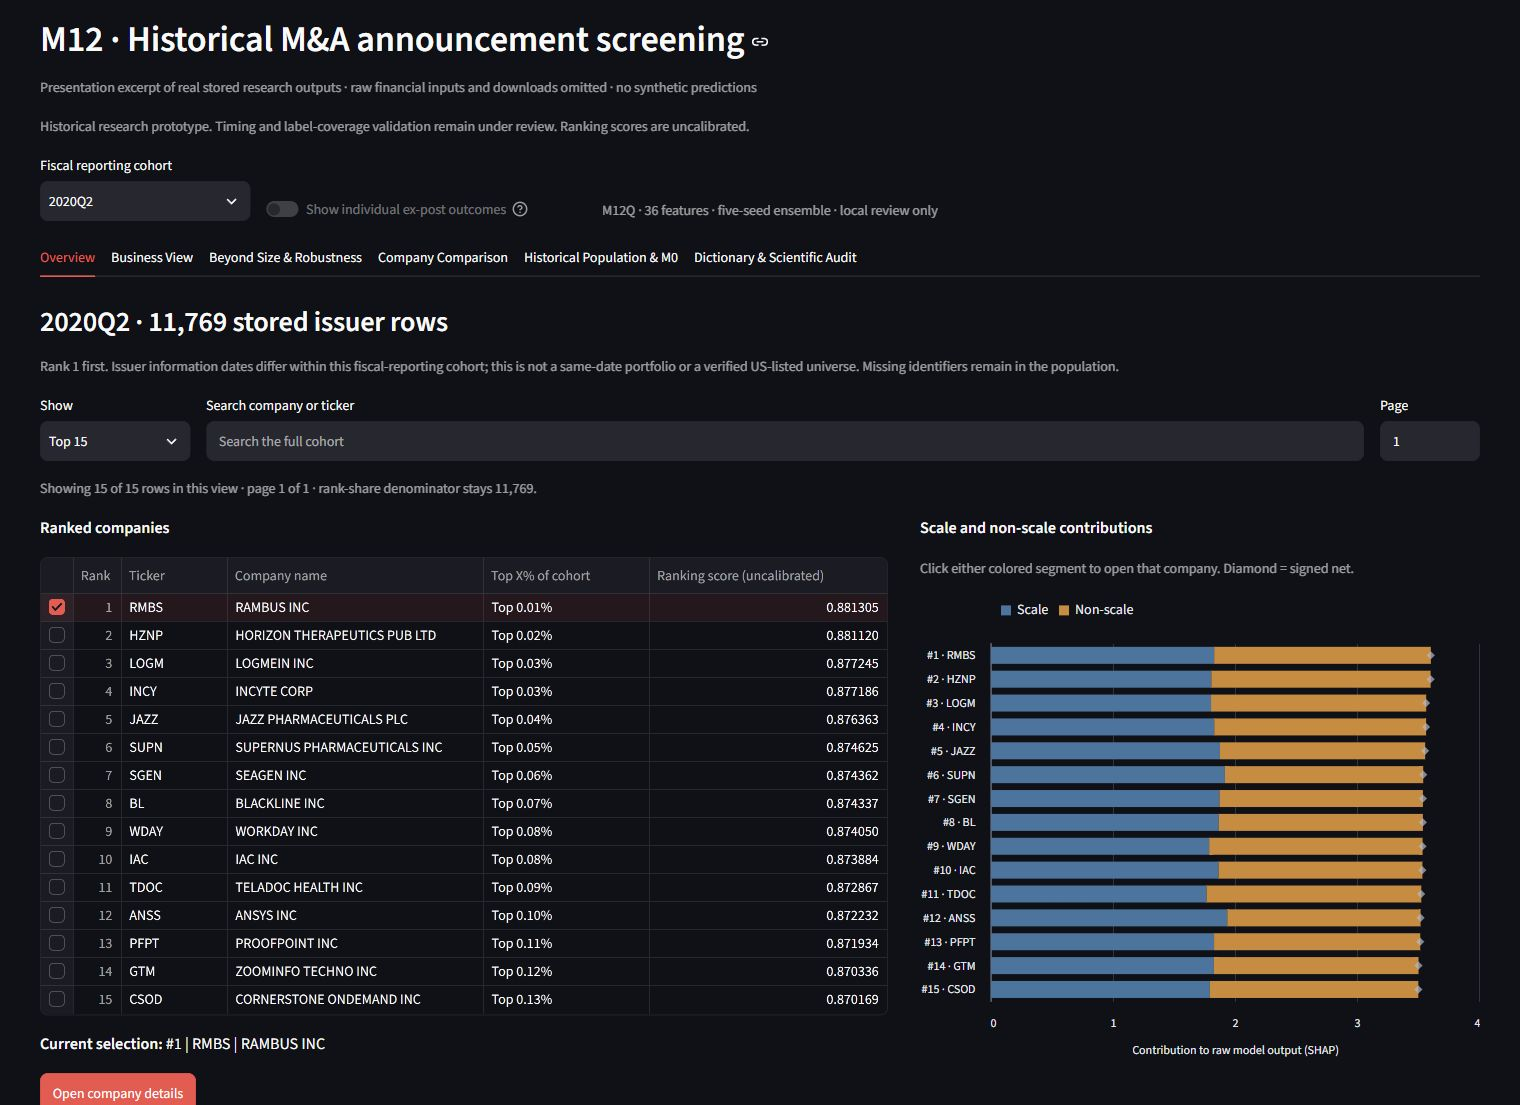 M12 · Historical M&A announcement screening
Presentation excerpt of real stored research outputs · raw financial inputs and downloads omitted · no synthetic predictions
Historical research prototype. Timing and label-coverage validation remain under review. Ranking scores are uncalibrated.
Fiscal reporting cohort
2020Q2
Show individual ex-post outcomes
M12Q · 36 features · five-seed ensemble · local review only
Overview Business View Beyond Size & Robustness Company Comparison Historical Population & M0 Dictionary & Scientific Audit
2020Q2 · 11,769 stored issuer rows
Rank 1 first. Issuer information dates differ within this fiscal-reporting cohort; this is not a same-date portfolio or a verified US-listed universe. Missing identifiers remain in the population.
Show Search company or ticker Page
Top 15 Search the full cohort 1
Showing 15 of 15 rows in this view · page 1 of 1 · rank-share denominator stays 11,769.
Ranked companies
Rank Ticker Company name Top X% of cohort Ranking score (uncalibrated)
1 RMBS RAMBUS INC Top 0.01% 0.881305
2 HZNP HORIZON THERAPEUTICS PUB LTD Top 0.02% 0.881120
3 LOGM LOGMEIN INC Top 0.03% 0.877245
4 INCY INCYTE CORP Top 0.03% 0.877186
5 JAZZ JAZZ PHARMACEUTICALS PLC Top 0.04% 0.876363
6 SUPN SUPERNUS PHARMACEUTICALS INC Top 0.05% 0.874625
7 SGEN SEAGEN INC Top 0.06% 0.874362
8 BL BLACKLINE INC Top 0.07% 0.874337
9 WDAY WORKDAY INC Top 0.08% 0.874050
10 IAC IAC INC Top 0.08% 0.873884
11 TDOC TELADOC HEALTH INC Top 0.09% 0.872867
12 ANSS ANSYS INC Top 0.10% 0.872232
13 PFPT PROOFPOINT INC Top 0.11% 0.871934
14 GTM ZOOMINFO TECHNO INC Top 0.12% 0.870336
15 CSOD CORNERSTONE ONDEMAND INC Top 0.13% 0.870169
Current selection: #1 | RMBS | RAMBUS INC
Open company details
Scale and non-scale contributions
Click either colored segment to open that company. Diamond = signed net.
Scale Non-scale
#1 · RMBS
#2 · HZNP
#3 · LOGM
#4 · INCY
#5 · JAZZ
#6 · SUPN
#7 · SGEN
#8 · BL
#9 · WDAY
#10 · IAC
#11 · TDOC
#12 · ANSS
#13 · PFPT
#14 · GTM
#15 · CSOD
0 1 2 3 4
Contribution to raw model output (SHAP)